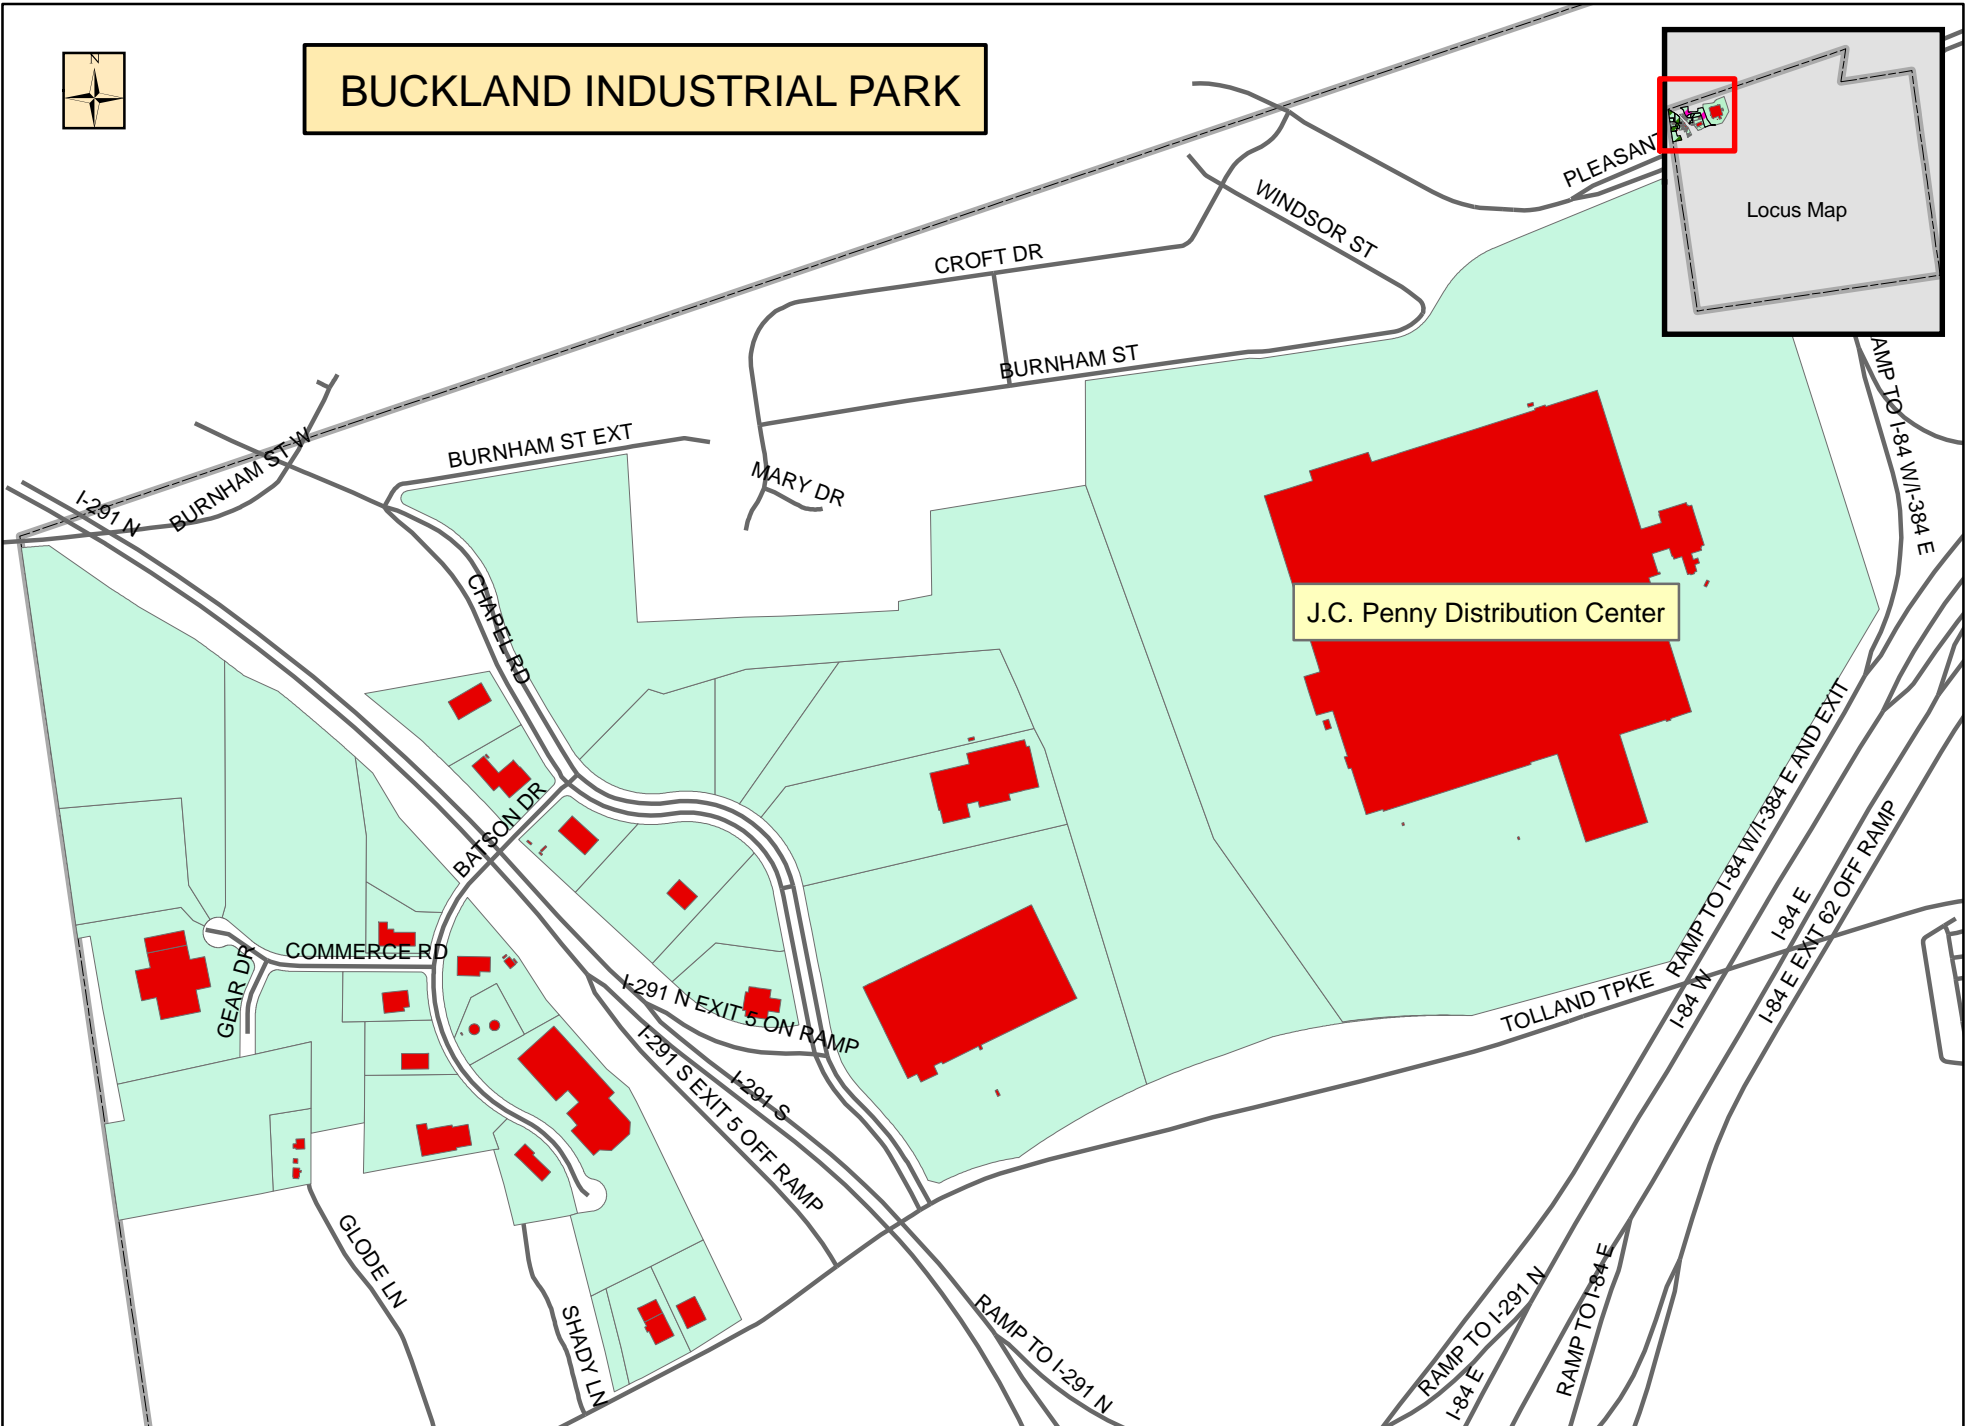 N
BUCKLAND INDUSTRIAL PARK
PLEASANT
Locus Map
WINDSOR ST
CROFT DR
BURNHAM ST
AMP TO I-84 W/I-384 E
BURNHAM ST EXT
BURNHAM ST W
I-291 N
MARY DR
CHAPEL RD
J.C. Penny Distribution Center
BATSON DR
RAMP TO I-84 W/I-384 E AND EXIT
I-84 E
I-84 E EXIT 62 OFF RAMP
COMMERCE RD
GEAR DR
I-291 N EXIT 5 ON RAMP
I-84 W
TOLLAND TPKE
I-291 S
I-291 S EXIT 5 OFF RAMP
GLODE LN
SHADY LN
RAMP TO I-291 N
RAMP TO I-291 N
RAMP TO I-84 E
I-84 E